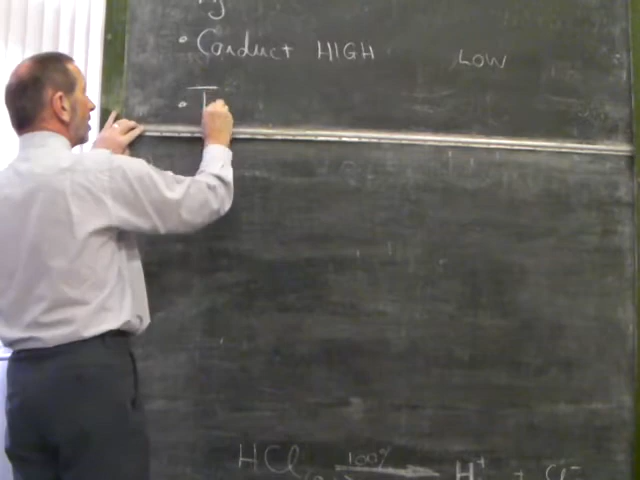 • Conduct HIGH LOW
• T
HCl 100% H⁺ + Cl⁻